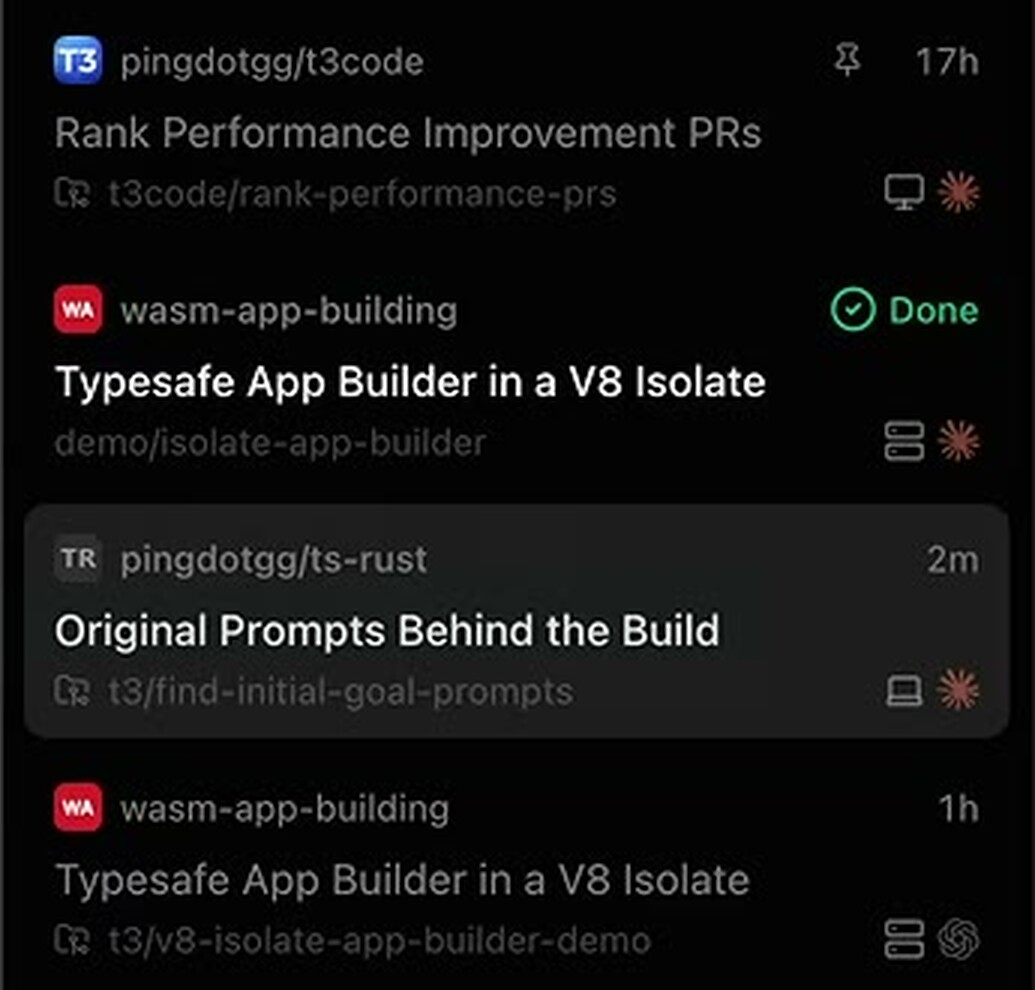 T3 pingdotgg/t3code 17h
Rank Performance Improvement PRs
t3code/rank-performance-prs
WA wasm-app-building Done
Typesafe App Builder in a V8 Isolate
demo/isolate-app-builder
TR pingdotgg/ts-rust 2m
Original Prompts Behind the Build
t3/find-initial-goal-prompts
WA wasm-app-building 1h
Typesafe App Builder in a V8 Isolate
t3/v8-isolate-app-builder-demo